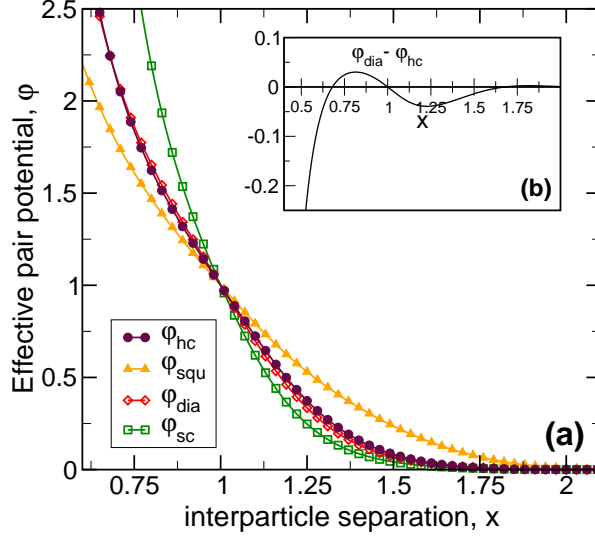 2.5
2
1.5
1
0.5
0
Effective pair potential, φ
0.75
1
1.25
1.5
1.75
2
interparticle separation, x
φhc
φsqu
φdia
φsc
(a)
0.1
0
-0.1
-0.2
φdia- φhc
0.5
0.75
1
1.25
1.5
1.75
x
(b)